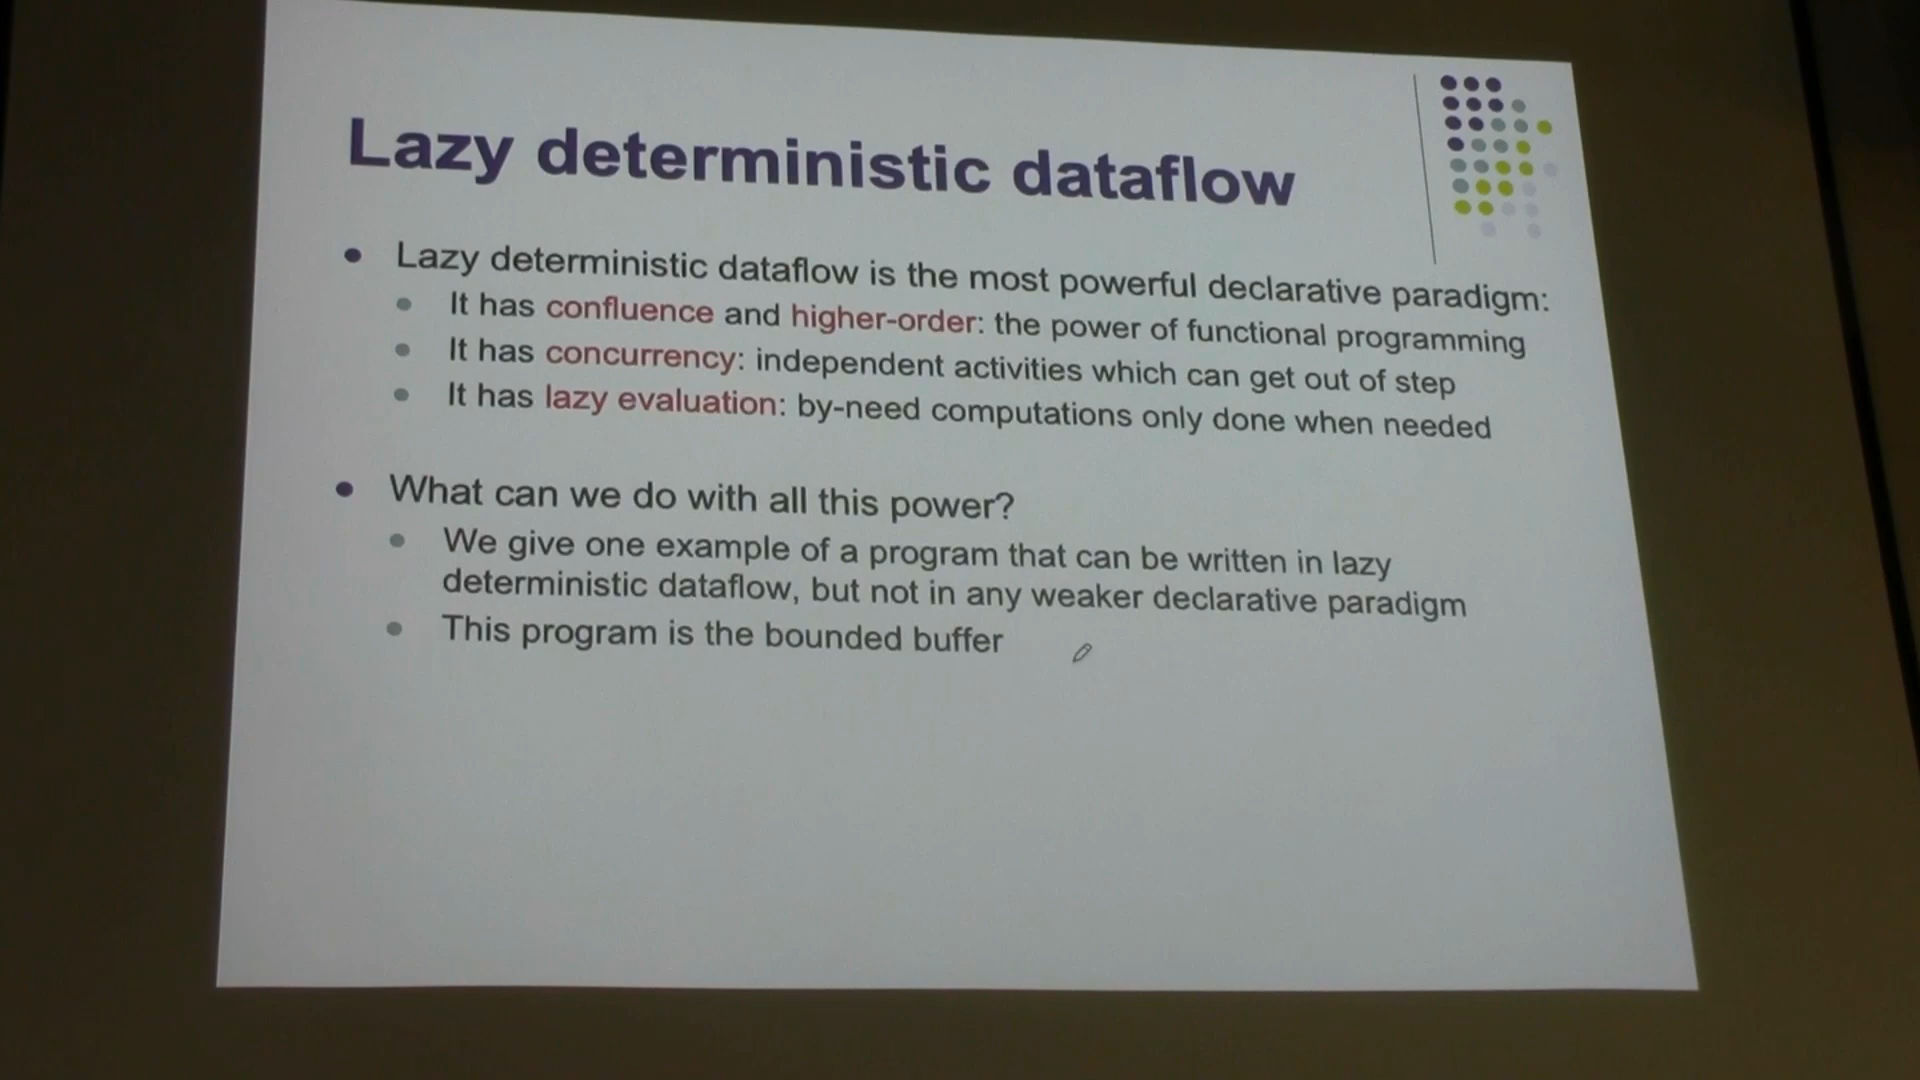 Lazy deterministic dataflow
Lazy deterministic dataflow is the most powerful declarative paradigm:
It has confluence and higher-order: the power of functional programming
It has concurrency: independent activities which can get out of step
It has lazy evaluation: by-need computations only done when needed
What can we do with all this power?
We give one example of a program that can be written in lazy
deterministic dataflow, but not in any weaker declarative paradigm
This program is the bounded buffer